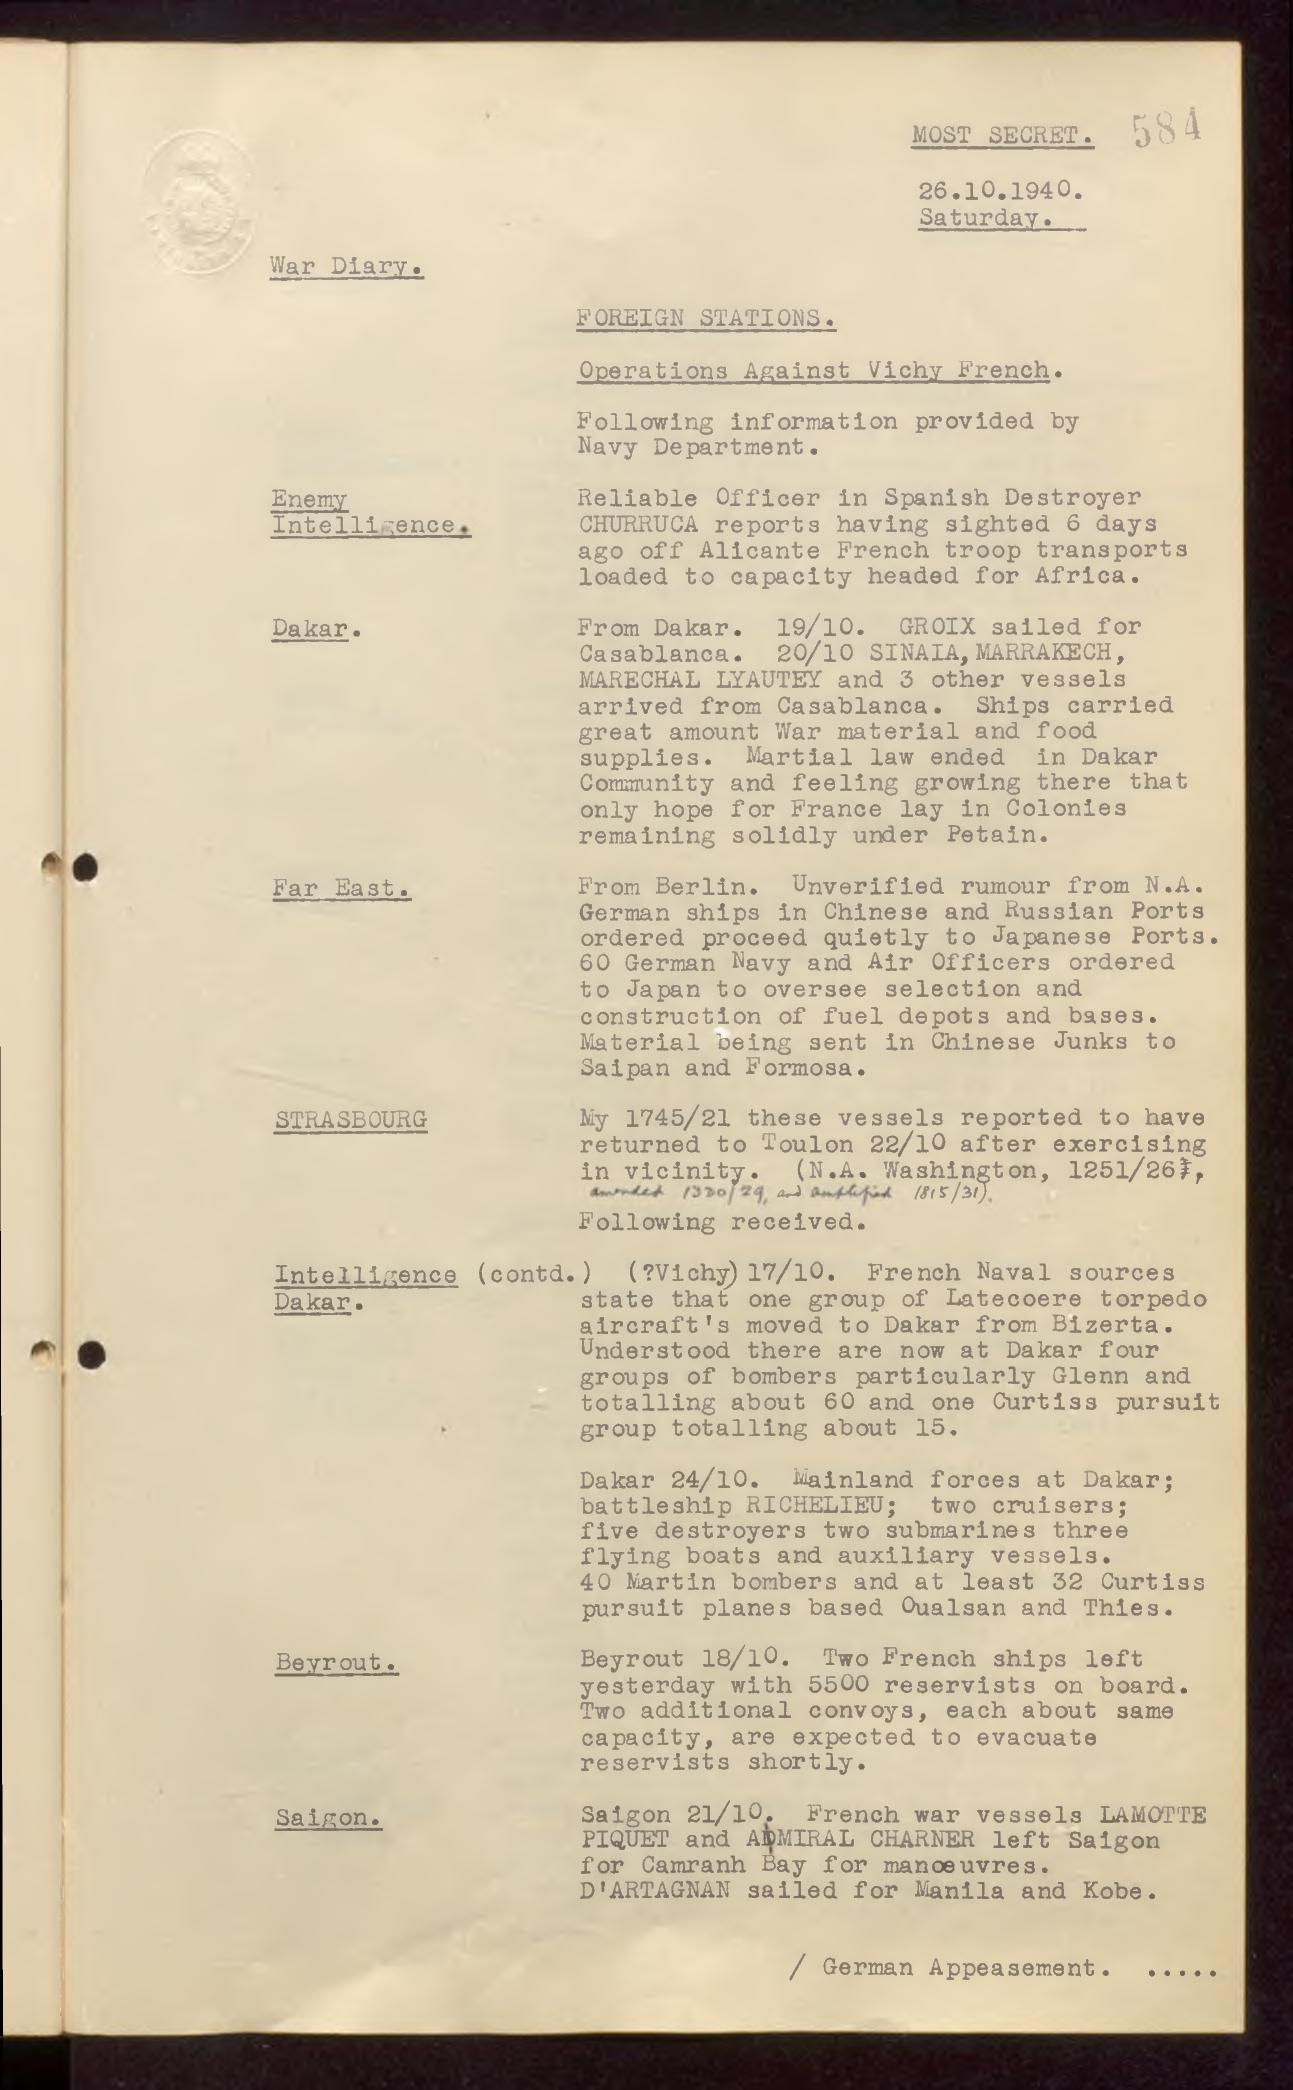 MOST SECRET. 584
26.10.1940.
Saturday.
War Diary.
FOREIGN STATIONS.
Operations Against Vichy French.
Following information provided by
Navy Department.
Enemy
Intelligence.
Reliable Officer in Spanish Destroyer
CHURRUCA reports having sighted 6 days
ago off Alicante French troop transports
loaded to capacity headed for Africa.
Dakar.
From Dakar. 19/10. GROIX sailed for
Casablanca. 20/10 SINAIA, MARRAKECH,
MARECHAL LYAUTEY and 3 other vessels
arrived from Casablanca. Ships carried
great amount War material and food
supplies. Martial law ended in Dakar
Community and feeling growing there that
only hope for France lay in Colonies
remaining solidly under Petain.
Far East.
From Berlin. Unverified rumour from N.A.
German ships in Chinese and Russian Ports
ordered proceed quietly to Japanese Ports.
60 German Navy and Air Officers ordered
to Japan to oversee selection and
construction of fuel depots and bases.
Material being sent in Chinese Junks to
Saipan and Formosa.
STRASBOURG
My 1745/21 these vessels reported to have
returned to Toulon 22/10 after exercising
in vicinity. (N.A. Washington, 1251/26,
amended 1320/29, and amplified 1815/31).
Following received.
Intelligence (contd.)
Dakar.
(?Vichy) 17/10. French Naval sources
state that one group of Latecoere torpedo
aircraft's moved to Dakar from Bizerta.
Understood there are now at Dakar four
groups of bombers particularly Glenn and
totalling about 60 and one Curtiss pursuit
group totalling about 15.
Dakar 24/10. Mainland forces at Dakar;
battleship RICHELIEU; two cruisers;
five destroyers two submarines three
flying boats and auxiliary vessels.
40 Martin bombers and at least 32 Curtiss
pursuit planes based Oualsan and Thies.
Beyrout.
Beyrout 18/10. Two French ships left
yesterday with 5500 reservists on board.
Two additional convoys, each about same
capacity, are expected to evacuate
reservists shortly.
Saigon.
Saigon 21/10. French war vessels LAMOTTE
PIQUET and ADMIRAL CHARNER left Saigon
for Camranh Bay for manœuvres.
D'ARTAGNAN sailed for Manila and Kobe.
/ German Appeasement. .....